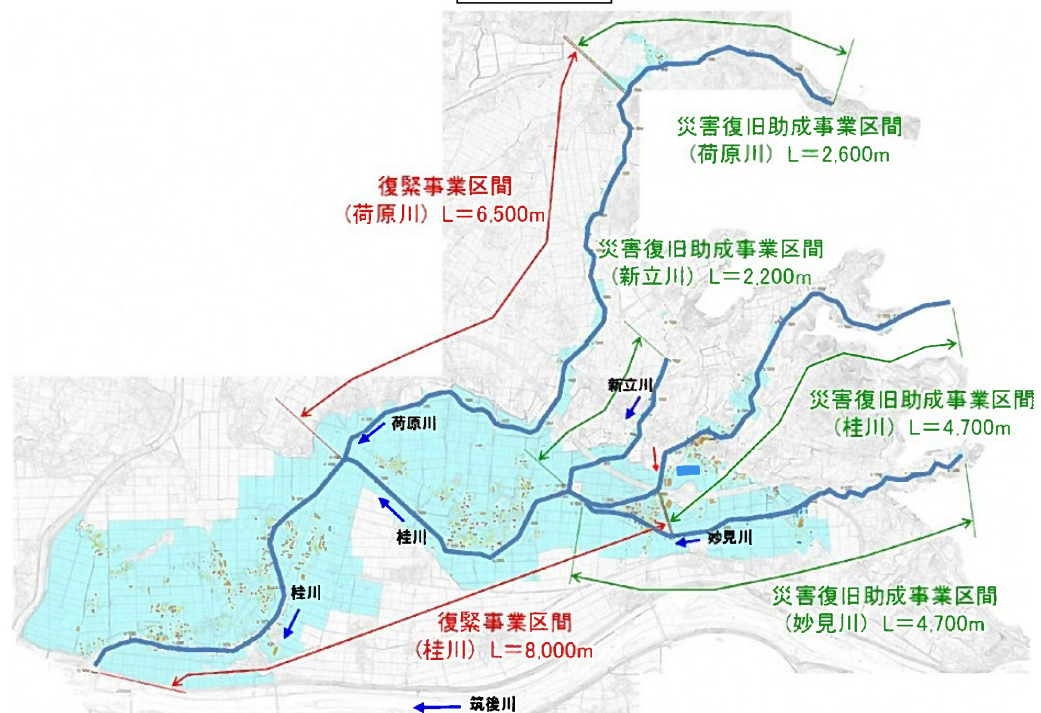 災害復旧助成事業区間
(荷原川) L=2,600m
復緊事業区間
(荷原川) L=6,500m
災害復旧助成事業区間
(新立川) L=2,200m
新立川
災害復旧助成事業区間
(桂川) L=4,700m
荷原川
桂川
妙見川
桂川
災害復旧助成事業区間
(妙見川) L=4,700m
復緊事業区間
(桂川) L=8,000m
筑後川